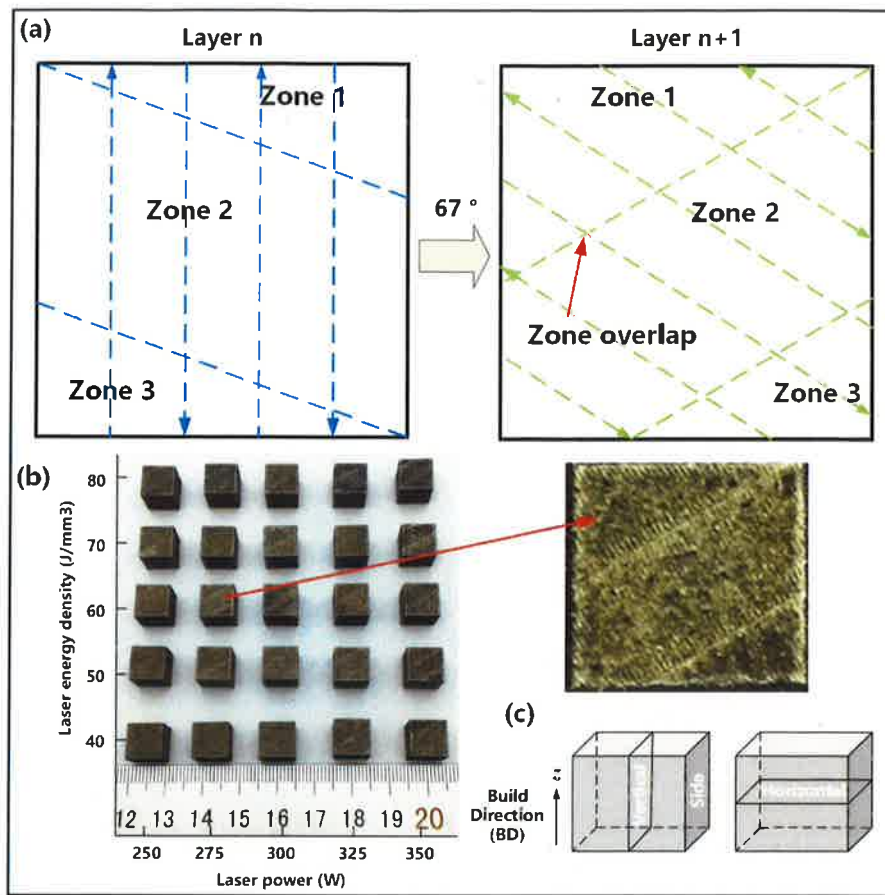 (a)
Layer n
Layer n+1
Zone 1
Zone 2
Zone 3
67 °
Zone 1
Zone 2
Zone overlap
Zone 3
(b)
Laser energy density (J/mm3)
80
70
60
50
40
12 13 14 15 16 17 18 19 20
250 275 300 325 350
Laser power (W)
(c)
z
Build
Direction
(BD)
Vertical
Side
Horizontal